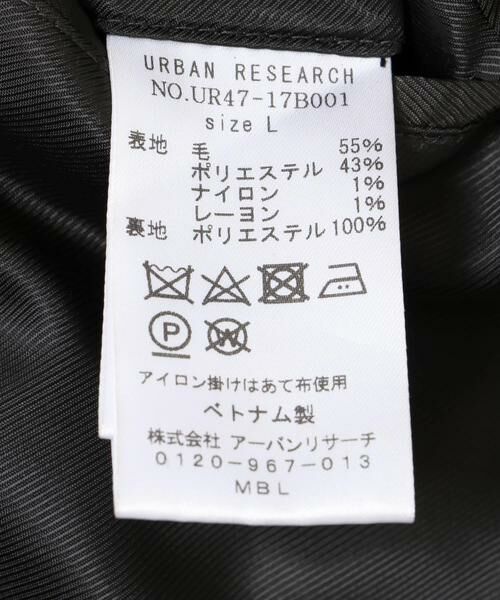 URBAN RESEARCH
NO.UR47-17B001
size L
表地 毛 55%
ポリエステル 43%
ナイロン 1%
レーヨン 1%
裏地 ポリエステル 100%
P W
アイロン掛けはあて布使用
ベトナム製
株式会社 アーバンリサーチ
0120-967-013
MBL